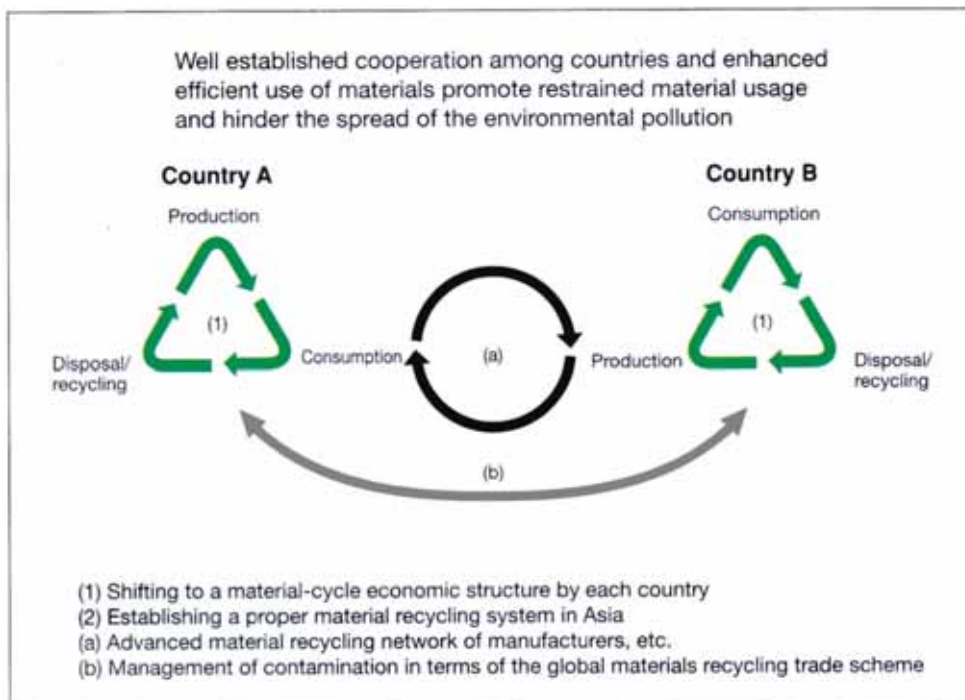 Well established cooperation among countries and enhanced
efficient use of materials promote restrained material usage
and hinder the spread of the environmental pollution
Country A
Country B
Production
Consumption
(1)
(a)
(1)
Disposal/
recycling
Consumption
Production
Disposal/
recycling
(b)
(1) Shifting to a material-cycle economic structure by each country
(2) Establishing a proper material recycling system in Asia
(a) Advanced material recycling network of manufacturers, etc.
(b) Management of contamination in terms of the global materials recycling trade scheme